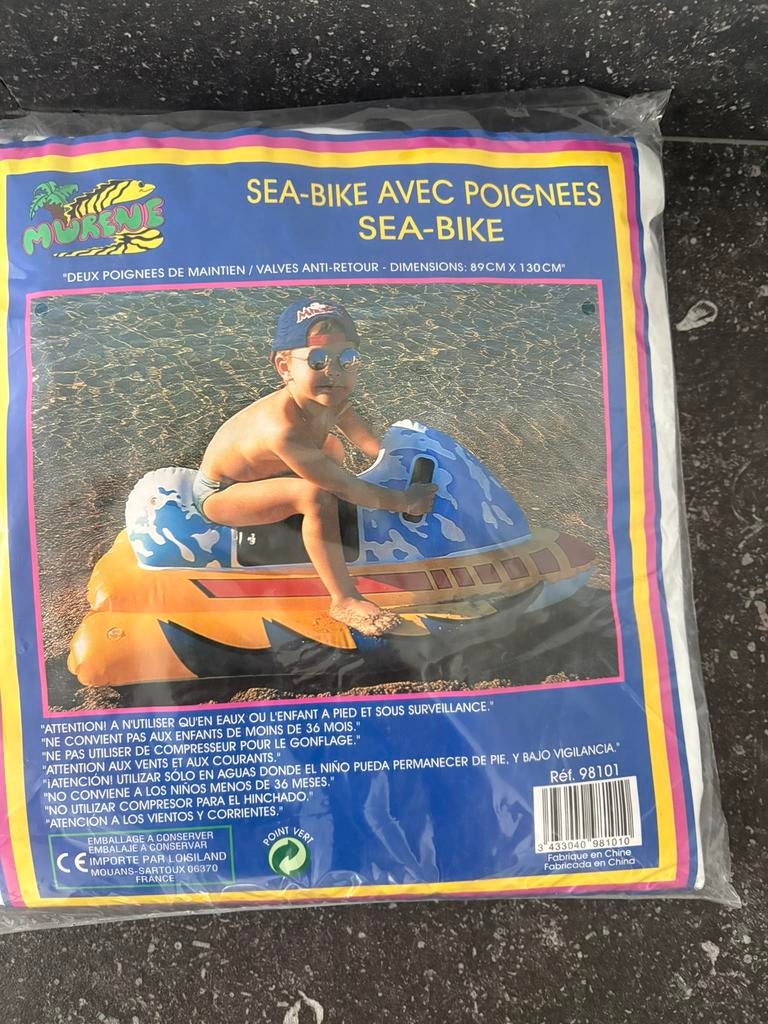 MURENE
SEA-BIKE AVEC POIGNEES
SEA-BIKE
"DEUX POIGNEES DE MAINTIEN / VALVES ANTI-RETOUR - DIMENSIONS: 89CM X 130CM"
"ATTENTION! A N'UTILISER QU'EN EAUX OU L'ENFANT A PIED ET SOUS SURVEILLANCE."
"NE CONVIENT PAS AUX ENFANTS DE MOINS DE 36 MOIS."
"NE PAS UTILISER DE COMPRESSEUR POUR LE GONFLAGE."
"ATTENTION AUX VENTS ET AUX COURANTS."
"¡ATENCIÓN! UTILIZAR SÓLO EN AGUAS DONDE EL NIÑO PUEDA PERMANECER DE PIE, Y BAJO VIGILANCIA."
"NO CONVIENE A LOS NIÑOS MENOS DE 36 MESES."
"NO UTILIZAR COMPRESOR PARA EL HINCHADO."
"ATENCIÓN A LOS VIENTOS Y CORRIENTES."
EMBALLAGE A CONSERVER
EMBALAJE A CONSERVAR
CE IMPORTE PAR LOISILAND
MOUANS-SARTOUX 06370
FRANCE
POINT VERT
Réf. 98101
3 433040 981010
Fabrique en Chine
Fabricada en China